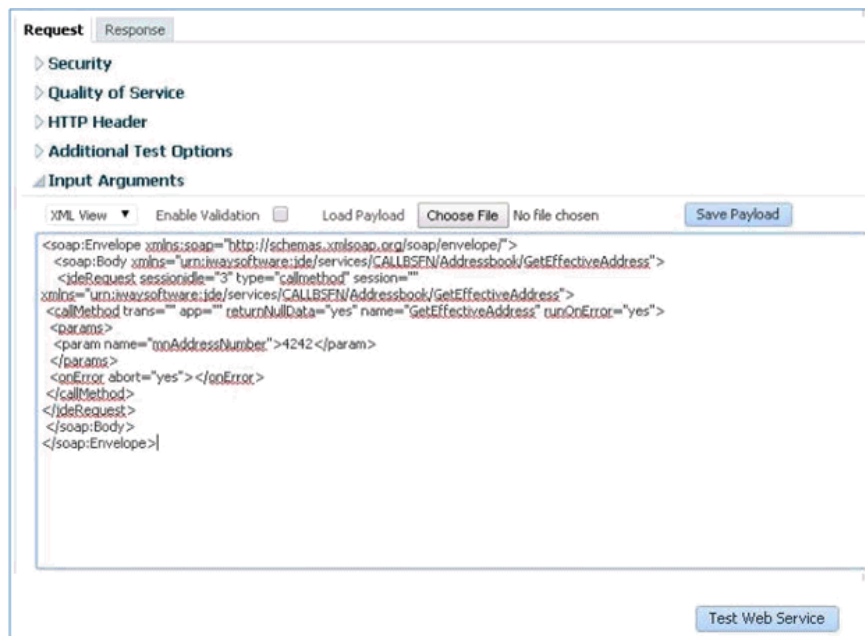 Request Response
Security
Quality of Service
HTTP Header
Additional Test Options
Input Arguments
XML View Enable Validation Load Payload Choose File No file chosen Save Payload
<soap:Envelope xmlns:soap="http://schemas.xmlsoap.org/soap/envelope/">
<soap:Body xmlns="urn:iwaysoftware:jde/services/CALLBSFN/Addressbook/GetEffectiveAddress">
<jdeRequest sessionidle="3" type="callmethod" session=""
xmlns="urn:iwaysoftware:jde/services/CALLBSFN/Addressbook/GetEffectiveAddress">
<callMethod trans="" app="" returnNullData="yes" name="GetEffectiveAddress" runOnError="yes">
<params>
<param name="mnAddressNumber">4242</param>
</params>
<onError abort="yes"></onError>
</callMethod>
</jdeRequest>
</soap:Body>
</soap:Envelope>
Test Web Service